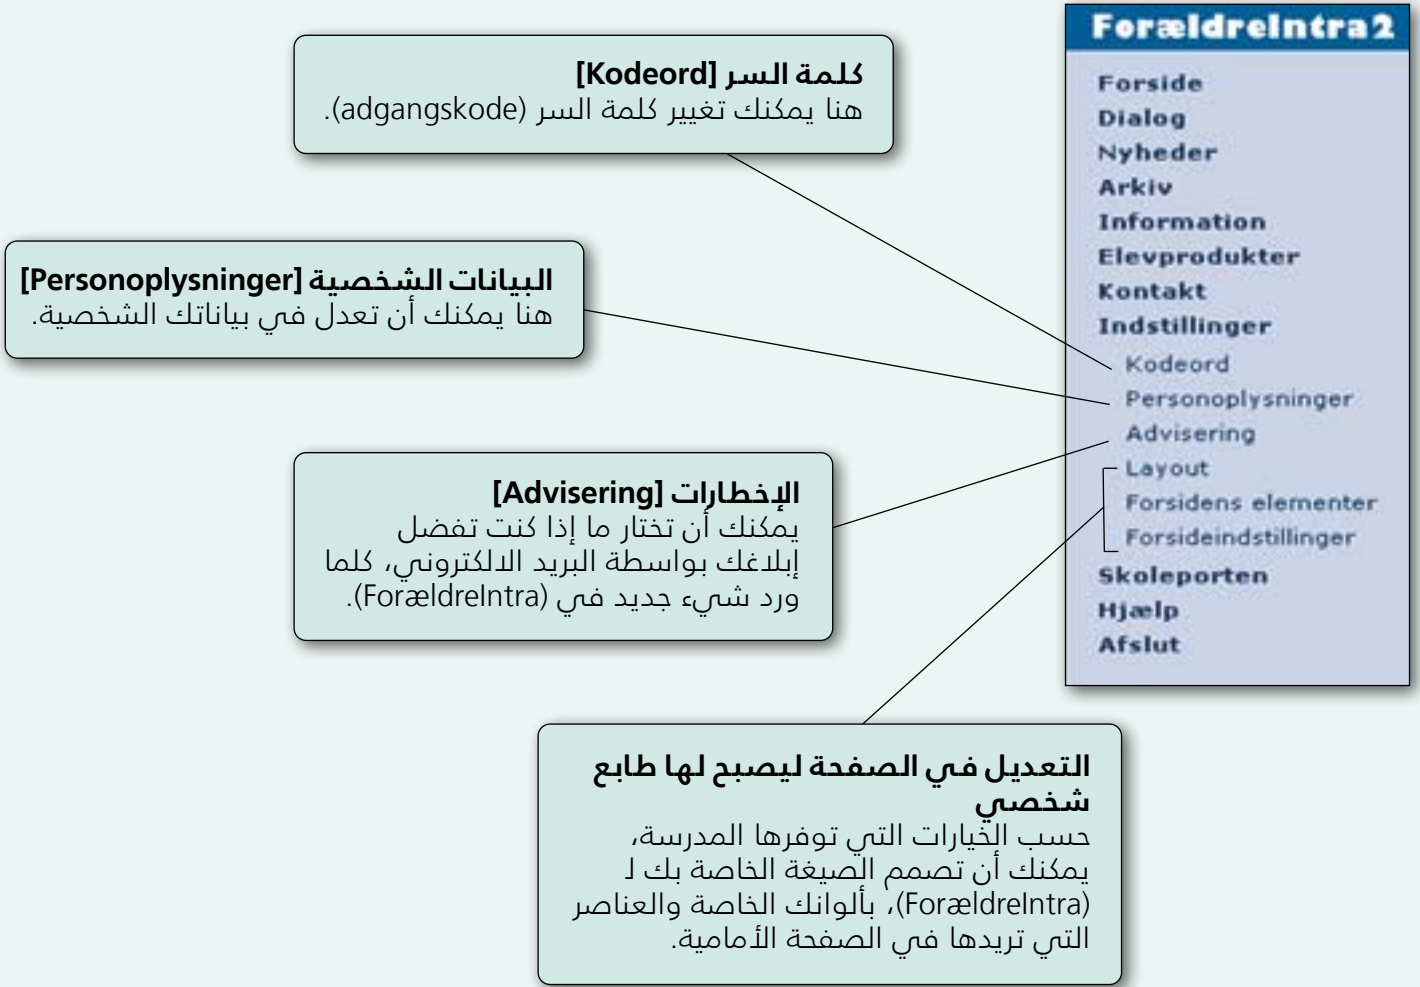 كلمة السر [Kodeord]
هنا يمكنك تغيير كلمة السر (adgangskode).
البيانات الشخصية [Personoplysninger]
هنا يمكنك أن تعدل في بياناتك الشخصية.
الإخطارات [Advisering]
يمكنك أن تختار ما إذا كنت تفضل
إبلاغك بواسطة البريد الالكتروني، كلما
ورد شيء جديد في (ForældreIntra).
التعديل في الصفحة ليصبح لها طابع
شخصي
حسب الخيارات التي توفرها المدرسة،
يمكنك أن تصمم الصيغة الخاصة بك لـ
(ForældreIntra)، بألوانك الخاصة والعناصر
التي تريدها في الصفحة الأمامية.
ForældreIntra2
Forside
Dialog
Nyheder
Arkiv
Information
Elevprodukter
Kontakt
Indstillinger
Kodeord
Personoplysninger
Advisering
Layout
Forsidens elementer
Forsideindstillinger
Skoleporten
Hjælp
Afslut